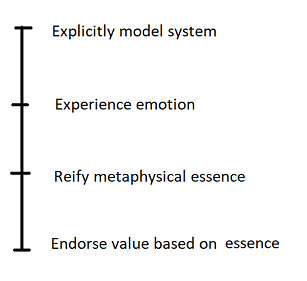 Explicitly model system
Experience emotion
Reify metaphysical essence
Endorse value based on essence